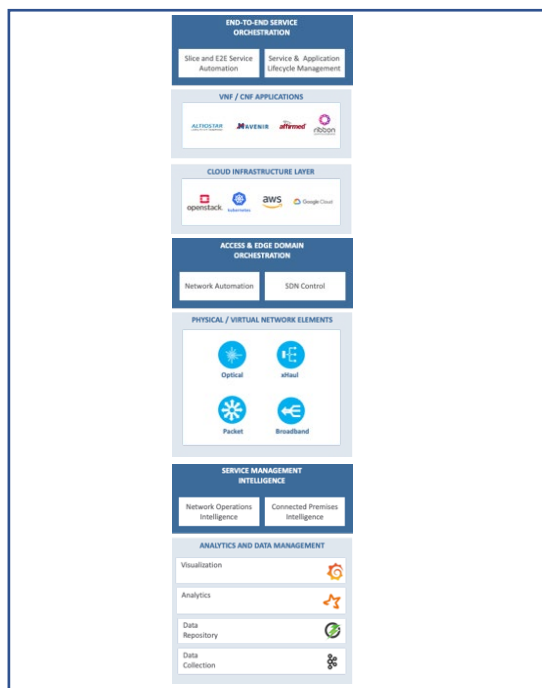 END-TO-END SERVICE
ORCHESTRATION
Slice and E2E Service
Automation
Service & Application
Lifecycle Management
VNF / CNF APPLICATIONS
ALTIOSTAR
MAVENIR
affirmed
ribbon
CLOUD INFRASTRUCTURE LAYER
openstack
kubernetes
aws
Google Cloud
ACCESS & EDGE DOMAIN
ORCHESTRATION
Network Automation
SDN Control
PHYSICAL / VIRTUAL NETWORK ELEMENTS
Optical
xHaul
Packet
Broadband
SERVICE MANAGEMENT
INTELLIGENCE
Network Operations
Intelligence
Connected Premises
Intelligence
ANALYTICS AND DATA MANAGEMENT
Visualization
Analytics
Data
Repository
Data
Collection